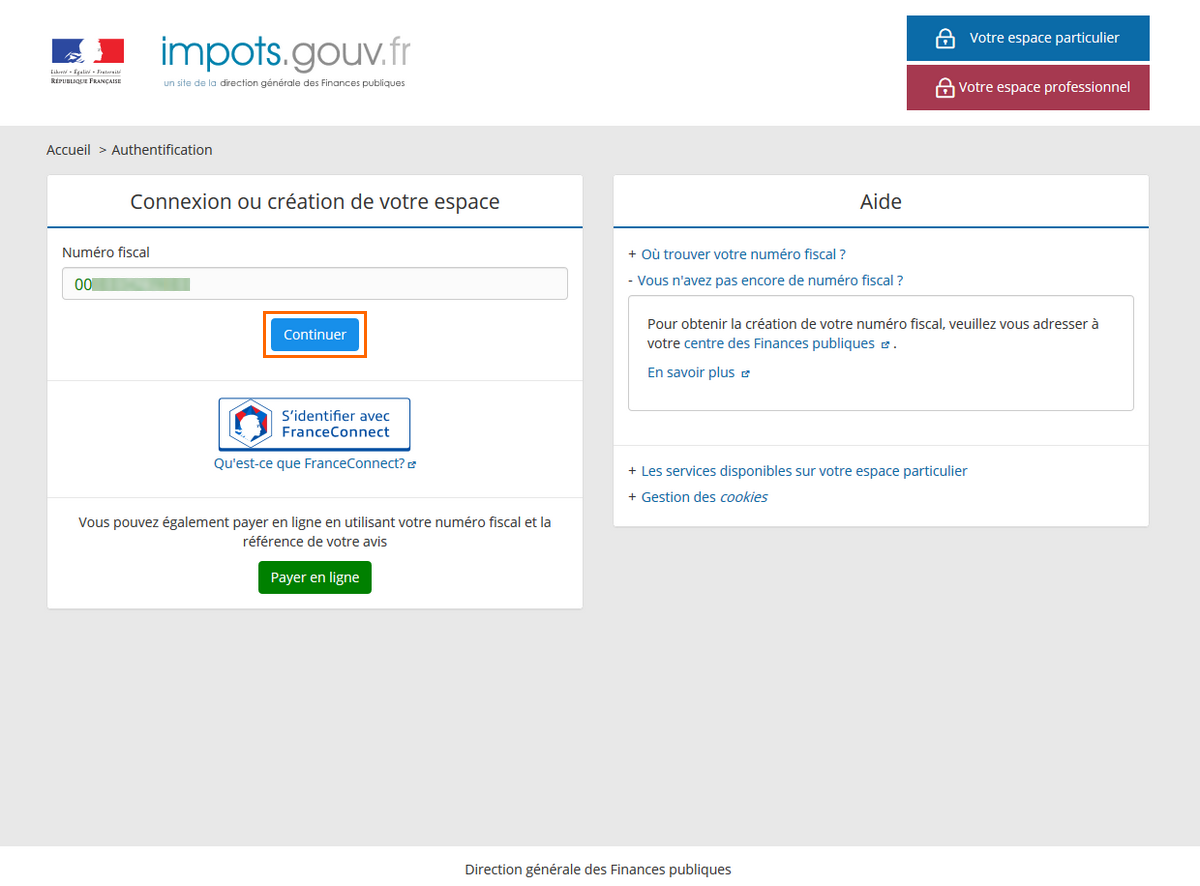 Liberté • Égalité • Fraternité
RÉPUBLIQUE FRANÇAISE
impots.gouv.fr
un site de la direction générale des Finances publiques
Votre espace particulier
Votre espace professionnel
Accueil > Authentification
Connexion ou création de votre espace
Numéro fiscal
00
Continuer
S'identifier avec
FranceConnect
Qu'est-ce que FranceConnect?
Vous pouvez également payer en ligne en utilisant votre numéro fiscal et la
référence de votre avis
Payer en ligne
Aide
+ Où trouver votre numéro fiscal ?
- Vous n'avez pas encore de numéro fiscal ?
Pour obtenir la création de votre numéro fiscal, veuillez vous adresser à
votre centre des Finances publiques .
En savoir plus
+ Les services disponibles sur votre espace particulier
+ Gestion des cookies
Direction générale des Finances publiques